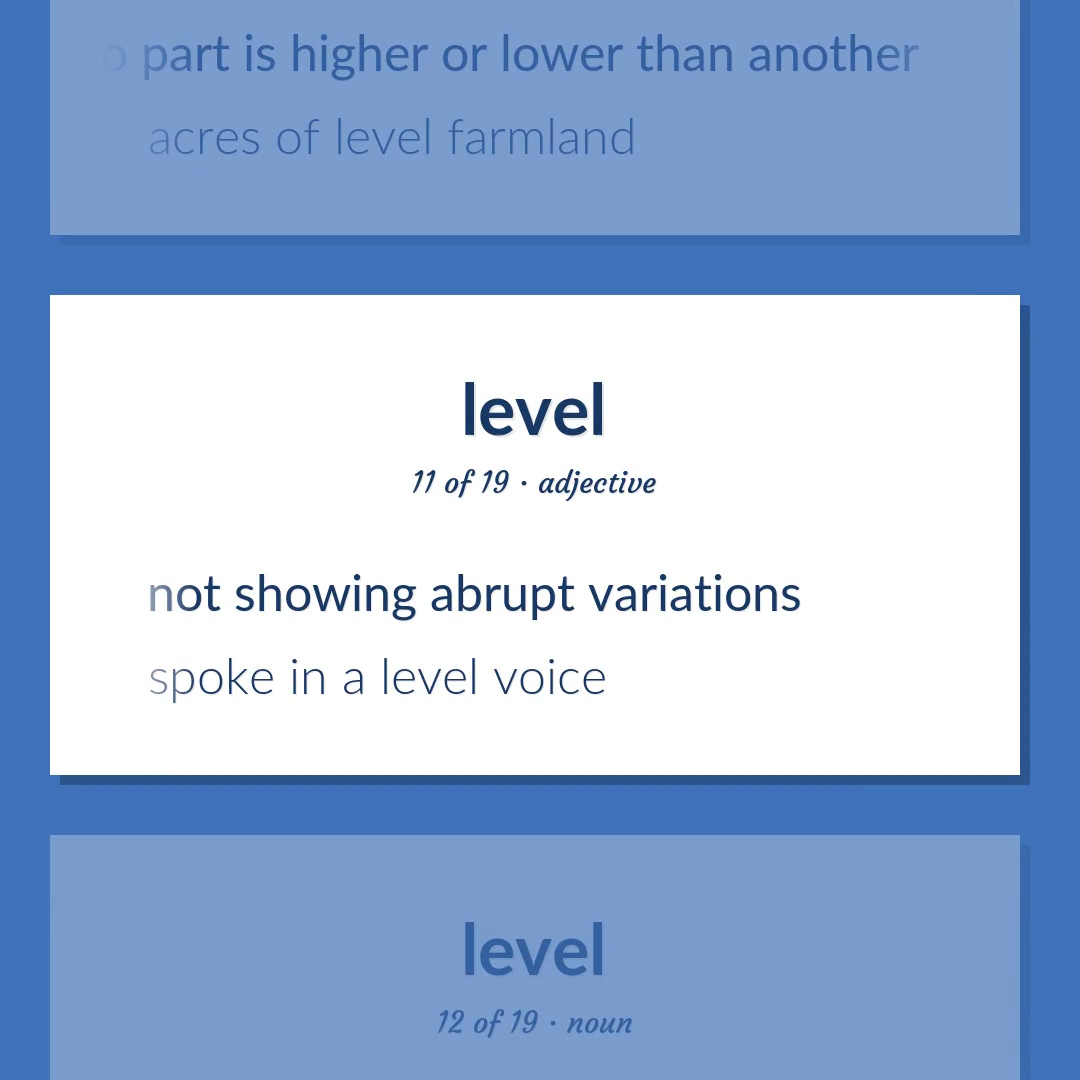 o part is higher or lower than another
acres of level farmland
level
11 of 19 · adjective
not showing abrupt variations
spoke in a level voice
level
12 of 19 · noun